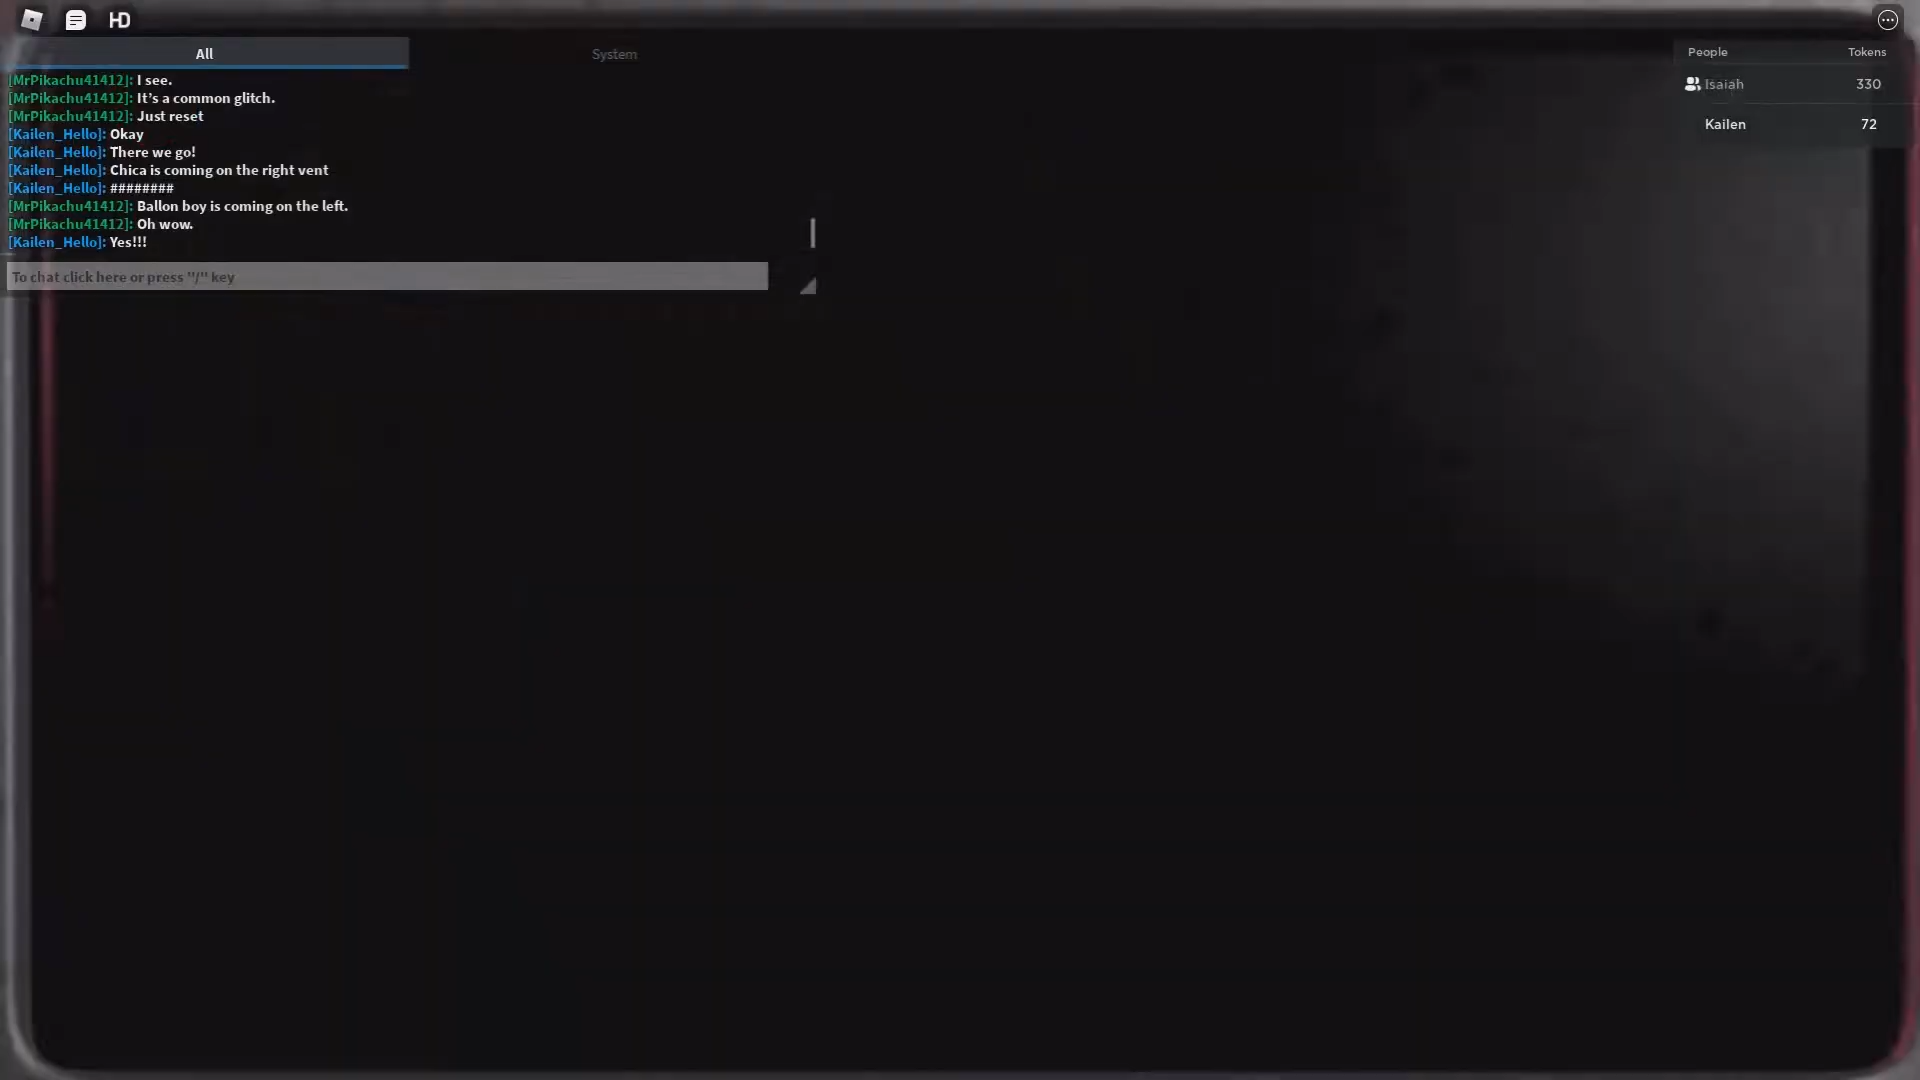 HD
All
System
[MrPikachu41412]: I see.
[MrPikachu41412]: It’s a common glitch.
[MrPikachu41412]: Just reset
[Kailen_Hello]: Okay
[Kailen_Hello]: There we go!
[Kailen_Hello]: Chica is coming on the right vent
[Kailen_Hello]: ########
[MrPikachu41412]: Ballon boy is coming on the left.
[MrPikachu41412]: Oh wow.
[Kailen_Hello]: Yes!!!
To chat click here or press "/" key
People Tokens
Isaiah 330
Kailen 72